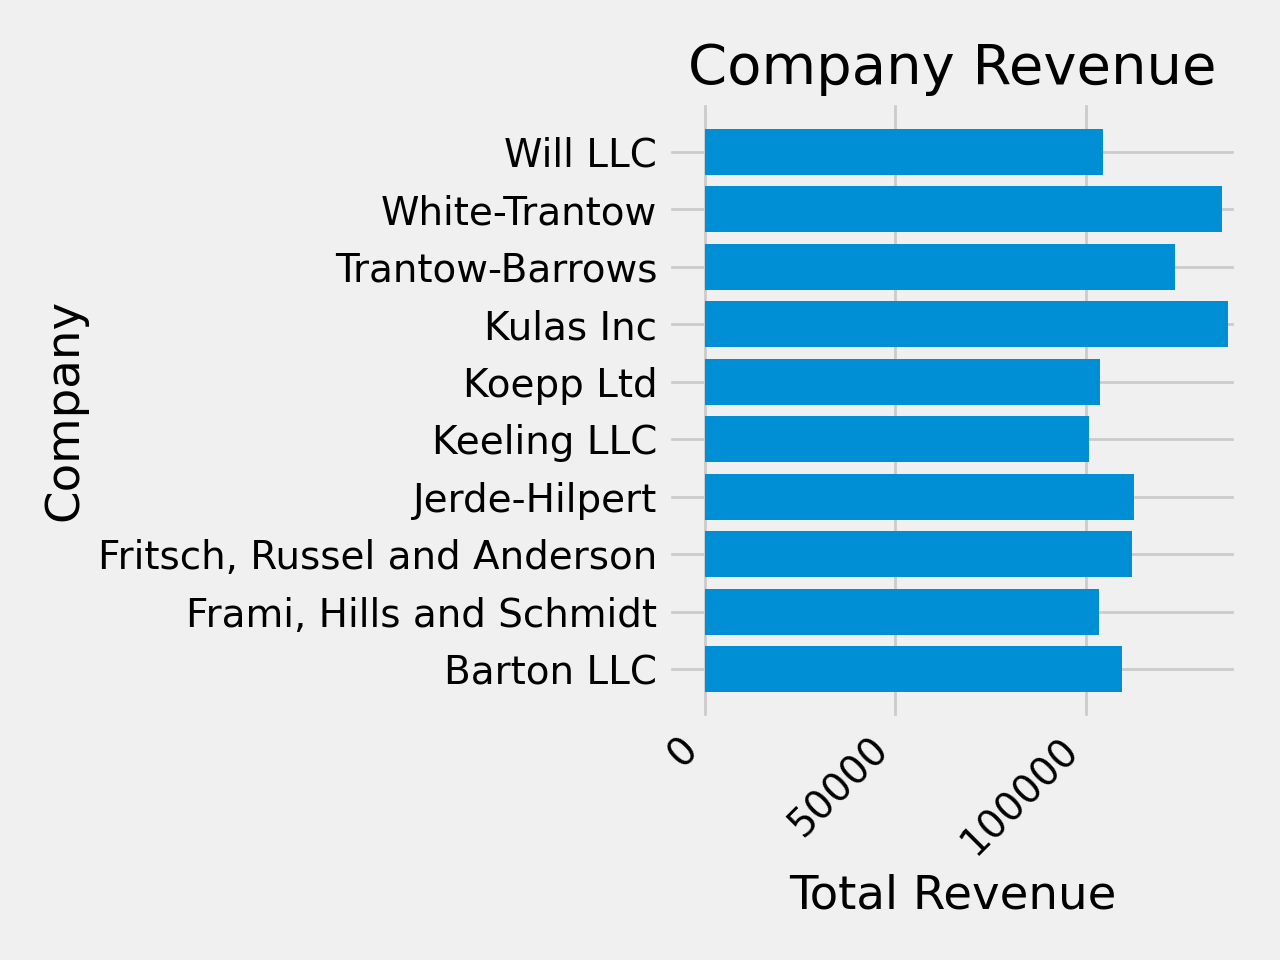 Company Revenue
Company
Will LLC
White-Trantow
Trantow-Barrows
Kulas Inc
Koepp Ltd
Keeling LLC
Jerde-Hilpert
Fritsch, Russel and Anderson
Frami, Hills and Schmidt
Barton LLC
0
50000
100000
Total Revenue